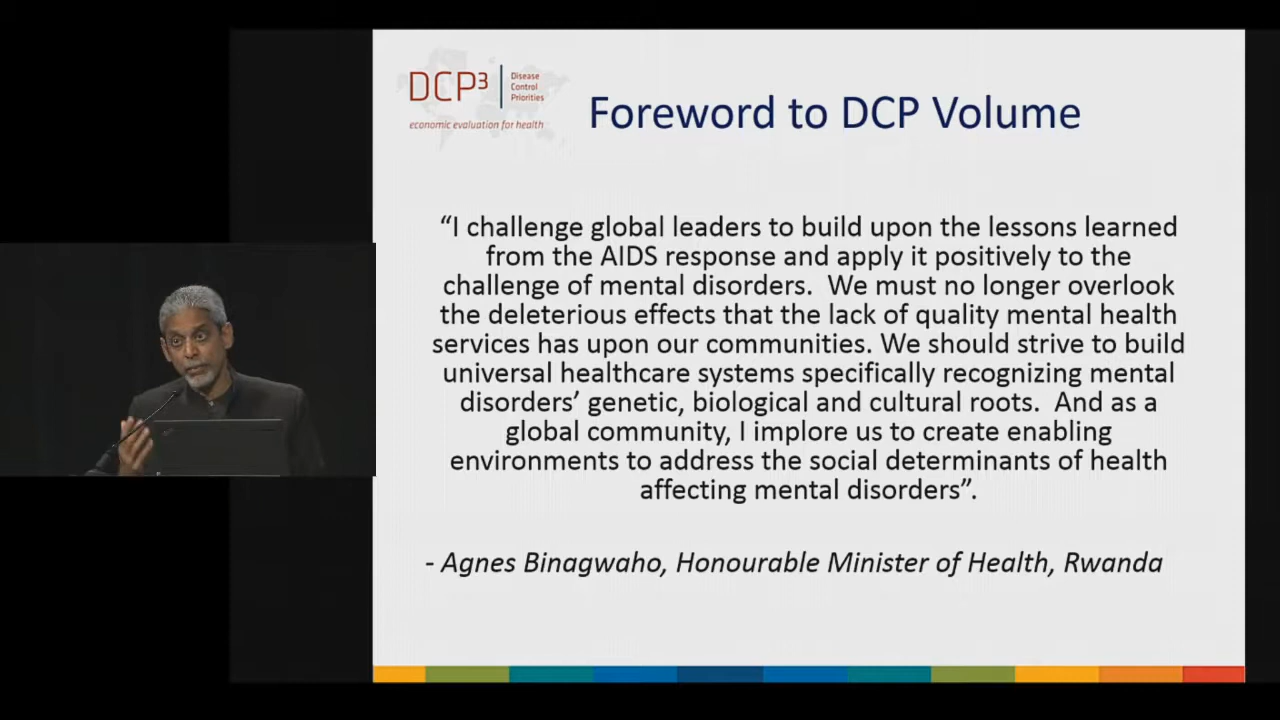 DCP3
Disease
Control
Priorities
economic evaluation for health
Foreword to DCP Volume
“I challenge global leaders to build upon the lessons learned
from the AIDS response and apply it positively to the
challenge of mental disorders.  We must no longer overlook
the deleterious effects that the lack of quality mental health
services has upon our communities. We should strive to build
universal healthcare systems specifically recognizing mental
disorders’ genetic, biological and cultural roots.  And as a
global community, I implore us to create enabling
environments to address the social determinants of health
affecting mental disorders”.
- Agnes Binagwaho, Honourable Minister of Health, Rwanda